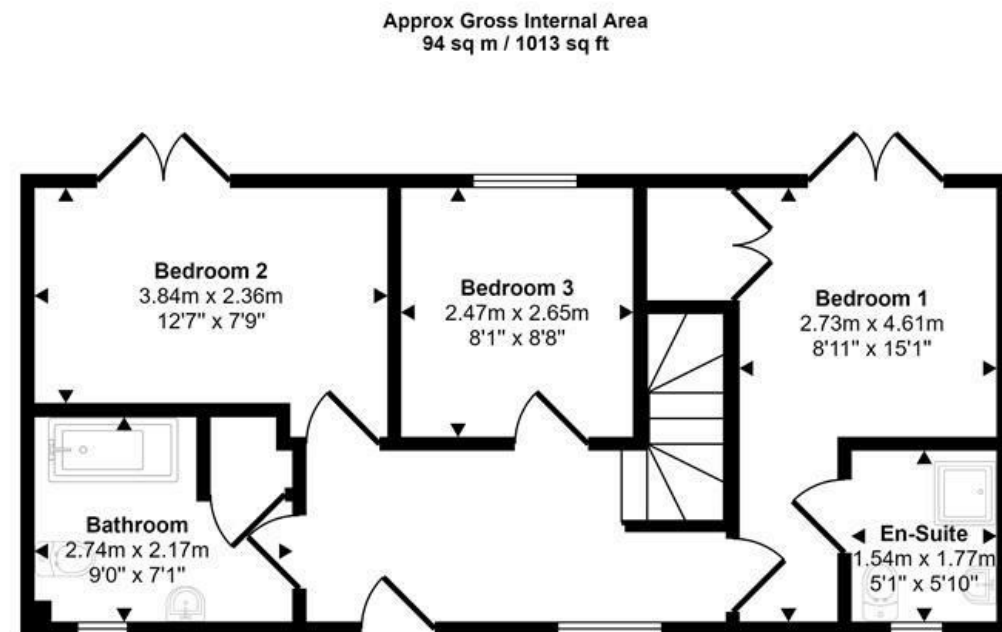 Approx Gross Internal Area
94 sq m / 1013 sq ft
Bedroom 2
3.84m x 2.36m
12'7" x 7'9"
Bedroom 3
2.47m x 2.65m
8'1" x 8'8"
Bedroom 1
2.73m x 4.61m
8'11" x 15'1"
Bathroom
2.74m x 2.17m
9'0" x 7'1"
En-Suite
1.54m x 1.77m
5'1" x 5'10"